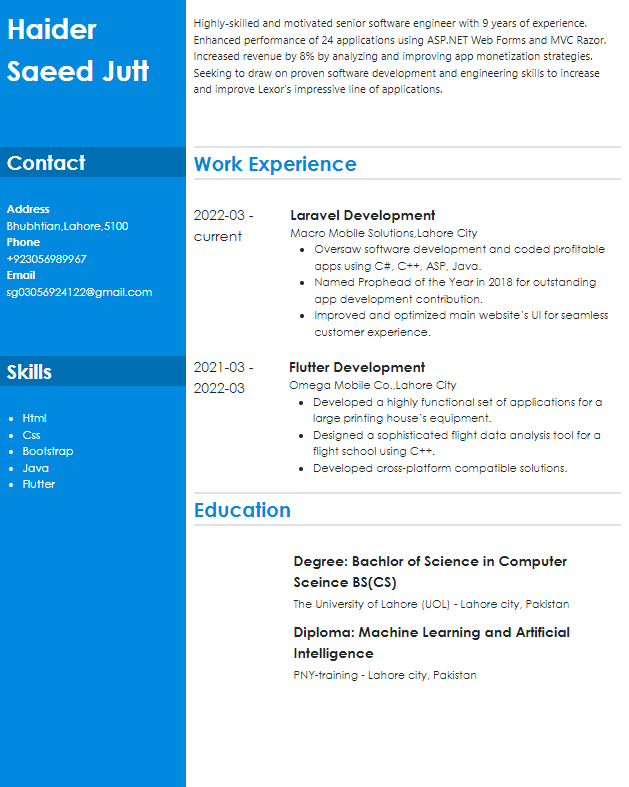 Haider
Saeed Jutt
Contact
Address
Bhubhtian,Lahore,5100
Phone
+923056989967
Email
sg03056924122@gmail.com
Skills
• Html
• Css
• Bootstrap
• Java
• Flutter
Highly-skilled and motivated senior software engineer with 9 years of experience.
Enhanced performance of 24 applications using ASP.NET Web Forms and MVC Razor.
Increased revenue by 8% by analyzing and improving app monetization strategies.
Seeking to draw on proven software development and engineering skills to increase
and improve Lexor's impressive line of applications.
Work Experience
2022-03 -
current
Laravel Development
Macro Mobile Solutions,Lahore City
• Oversaw software development and coded profitable
apps using C#, C++, ASP, Java.
• Named Prophead of the Year in 2018 for outstanding
app development contribution.
• Improved and optimized main website's UI for seamless
customer experience.
2021-03 -
2022-03
Flutter Development
Omega Mobile Co.,Lahore City
• Developed a highly functional set of applications for a
large printing house's equipment.
• Designed a sophisticated flight data analysis tool for a
flight school using C++.
• Developed cross-platform compatible solutions.
Education
Degree: Bachlor of Science in Computer
Sceince BS(CS)
The University of Lahore (UOL) - Lahore city, Pakistan
Diploma: Machine Learning and Artificial
Intelligence
PNY-training - Lahore city, Pakistan